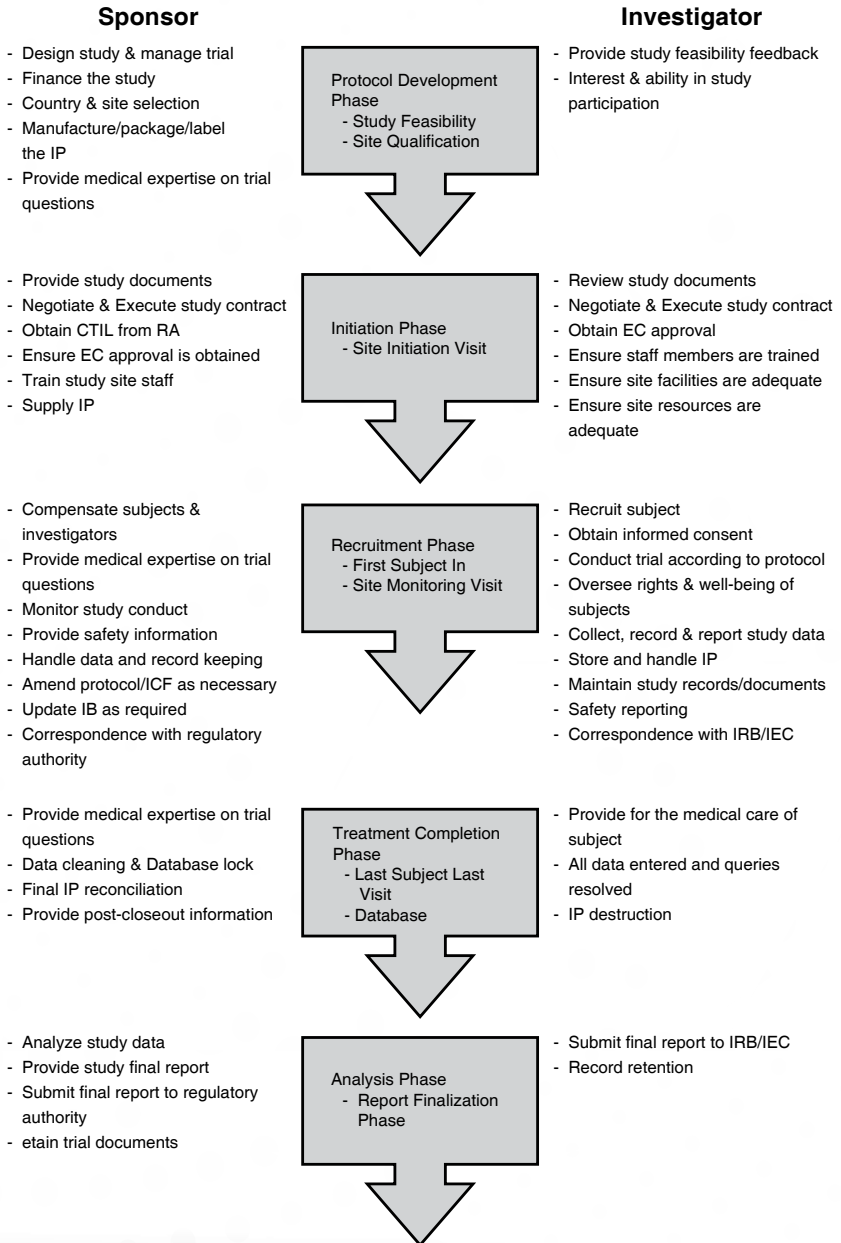 Sponsor
Investigator
- Design study & manage trial
- Finance the study
- Country & site selection
- Manufacture/package/label
the IP
- Provide medical expertise on trial
questions
Protocol Development
Phase
- Study Feasibility
- Site Qualification
- Provide study feasibility feedback
- Interest & ability in study
participation
- Provide study documents
- Negotiate & Execute study contract
- Obtain CTIL from RA
- Ensure EC approval is obtained
- Train study site staff
- Supply IP
Initiation Phase
- Site Initiation Visit
- Review study documents
- Negotiate & Execute study contract
- Obtain EC approval
- Ensure staff members are trained
- Ensure site facilities are adequate
- Ensure site resources are
adequate
- Compensate subjects &
investigators
- Provide medical expertise on trial
questions
- Monitor study conduct
- Provide safety information
- Handle data and record keeping
- Amend protocol/ICF as necessary
- Update IB as required
- Correspondence with regulatory
authority
Recruitment Phase
- First Subject In
- Site Monitoring Visit
- Recruit subject
- Obtain informed consent
- Conduct trial according to protocol
- Oversee rights & well-being of
subjects
- Collect, record & report study data
- Store and handle IP
- Maintain study records/documents
- Safety reporting
- Correspondence with IRB/IEC
- Provide medical expertise on trial
questions
- Data cleaning & Database lock
- Final IP reconciliation
- Provide post-closeout information
Treatment Completion
Phase
- Last Subject Last
Visit
- Database
- Provide for the medical care of
subject
- All data entered and queries
resolved
- IP destruction
- Analyze study data
- Provide study final report
- Submit final report to regulatory
authority
- etain trial documents
Analysis Phase
- Report Finalization
Phase
- Submit final report to IRB/IEC
- Record retention